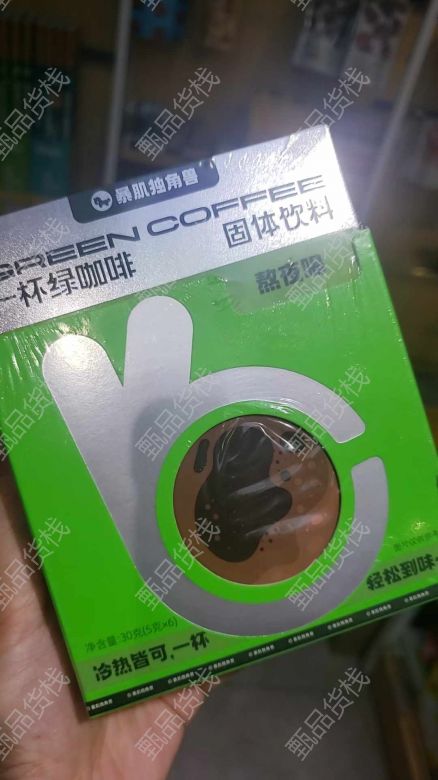 暴肌独角兽
GREEN COFFEE
固体饮料
一杯绿咖啡
熬夜
净含量:30克(5克×6)
轻松到味
冷热皆可,一杯
甄品货栈